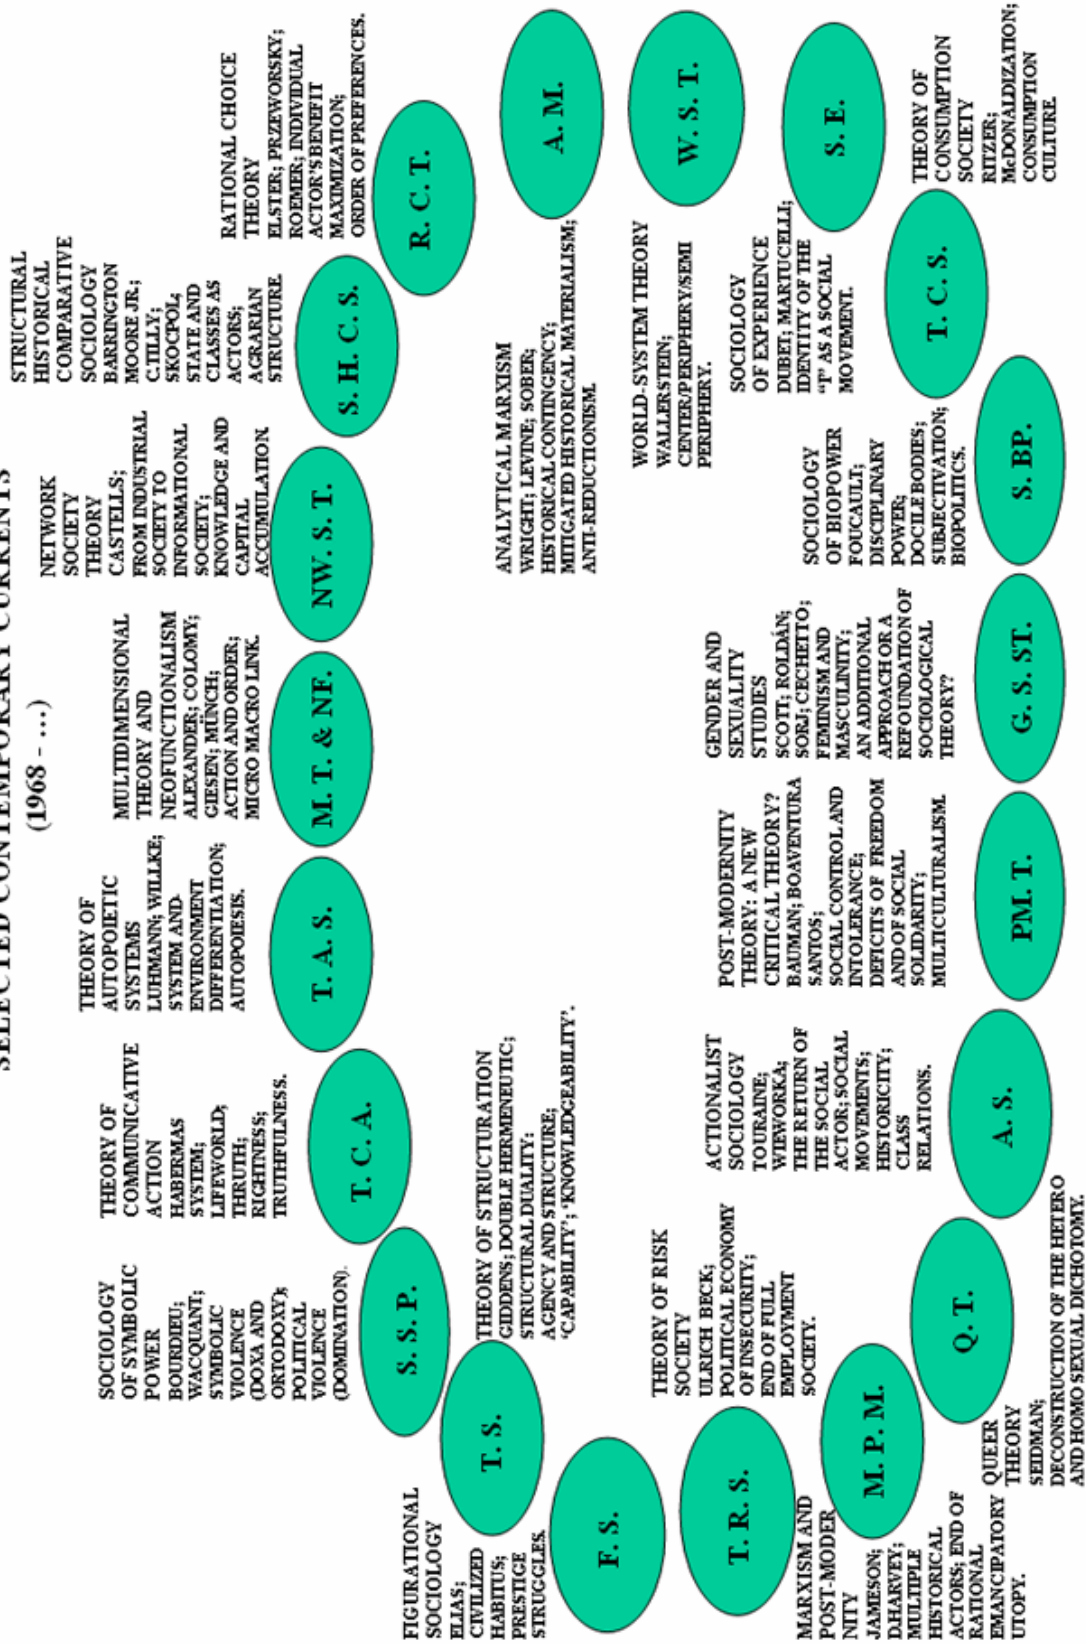 SELECTED CONTEMPORARY CURRENTS
(1968 - ...)
FIGURATIONAL
SOCIOLOGY
ELIAS;
CIVILIZED
HABITUS;
PRESTIGE
STRUGGLES.
F. S.
T. S.
THEORY OF STRUCTURATION
GIDDENS; DOUBLE HERMENEUTIC;
STRUCTURAL DUALITY;
AGENCY AND STRUCTURE;
‘CAPABILITY’; ‘KNOWLEDGEABILITY’.
SOCIOLOGY
OF SYMBOLIC
POWER
BOURDIEU;
WACQUANT;
SYMBOLIC
VIOLENCE
(DOXA AND
ORTODOXY);
POLITICAL
VIOLENCE
(DOMINATION).
S. S. P.
THEORY OF
COMMUNICATIVE
ACTION
HABERMAS
SYSTEM;
LIFEWORLD;
THRUTH;
RIGHTNESS;
TRUTHFULNESS.
T. C. A.
THEORY OF
AUTOPOIETIC
SYSTEMS
LUHMANN; WILLKE;
SYSTEM AND
ENVIRONMENT
DIFFERENTIATION;
AUTOPOIESIS.
T. A. S.
MULTIDIMENSIONAL
THEORY AND
NEOFUNCTIONALISM
ALEXANDER; COLOMY;
GIESEN; MÜNCH;
ACTION AND ORDER;
MICRO MACRO LINK.
M. T. & NF.
NETWORK
SOCIETY
THEORY
CASTELLS;
FROM INDUSTRIAL
SOCIETY TO
INFORMATIONAL
SOCIETY;
KNOWLEDGE AND
CAPITAL
ACCUMULATION.
NW. S. T.
STRUCTURAL
HISTORICAL
COMPARATIVE
SOCIOLOGY
BARRINGTON
MOORE JR.;
C.TILLY;
SKOCPOL;
STATE AND
CLASSES AS
ACTORS;
AGRARIAN
STRUCTURE.
S. H. C. S.
RATIONAL CHOICE
THEORY
ELSTER; PRZEWORSKY;
ROEMER; INDIVIDUAL
ACTOR'S BENEFIT
MAXIMIZATION;
ORDER OF PREFERENCES.
R. C. T.
ANALYTICAL MARXISM
WRIGHT; LEVINE; SOBER;
HISTORICAL CONTINGENCY;
MITIGATED HISTORICAL MATERIALISM;
ANTI-REDUCTIONISM.
A. M.
WORLD-SYSTEM THEORY
WALLERSTEIN;
CENTER/PERIPHERY/SEMI
PERIPHERY.
W. S. T.
SOCIOLOGY
OF EXPERIENCE
DUBET; MARTUCELLI;
IDENTITY OF THE
“I” AS A SOCIAL
MOVEMENT.
S. E.
THEORY OF
CONSUMPTION
SOCIETY
RITZER;
McDONALDIZATION;
CONSUMPTION
CULTURE.
T. C. S.
SOCIOLOGY
OF BIOPOWER
FOUCAULT;
DISCIPLINARY
POWER;
DOCILE BODIES;
SUBJECTIVATION;
BIOPOLITICS.
S. BP.
GENDER AND
SEXUALITY
STUDIES
SCOTT; ROLDÁN;
SORJ; CECHETTO;
FEMINISM AND
MASCULINITY;
AN ADDITIONAL
APPROACH OR A
REFOUNDATION OF
SOCIOLOGICAL
THEORY?
G. S. ST.
POST-MODERNITY
THEORY: A NEW
CRITICAL THEORY?
BAUMAN; BOAVENTURA
SANTOS;
SOCIAL CONTROL AND
INTOLERANCE;
DEFICITS OF FREEDOM
AND OF SOCIAL
SOLIDARITY;
MULTICULTURALISM.
PM. T.
ACTIONALIST
SOCIOLOGY
TOURAINE;
WIEWORKA;
THE RETURN OF
THE SOCIAL
ACTOR; SOCIAL
MOVEMENTS;
HISTORICITY;
CLASS
RELATIONS.
A. S.
QUEER
THEORY
SEIDMAN;
DECONSTRUCTION OF THE HETERO
AND HOMO SEXUAL DICHOTOMY.
Q. T.
MARXISM AND
POST-MODER
NITY
JAMESON;
D.HARVEY;
MULTIPLE
HISTORICAL
ACTORS; END OF
RATIONAL
EMANCIPATORY
UTOPY.
M. P. M.
THEORY OF RISK
SOCIETY
ULRICH BECK;
POLITICAL ECONOMY
OF INSECURITY;
END OF FULL
EMPLOYMENT
SOCIETY.
T. R. S.